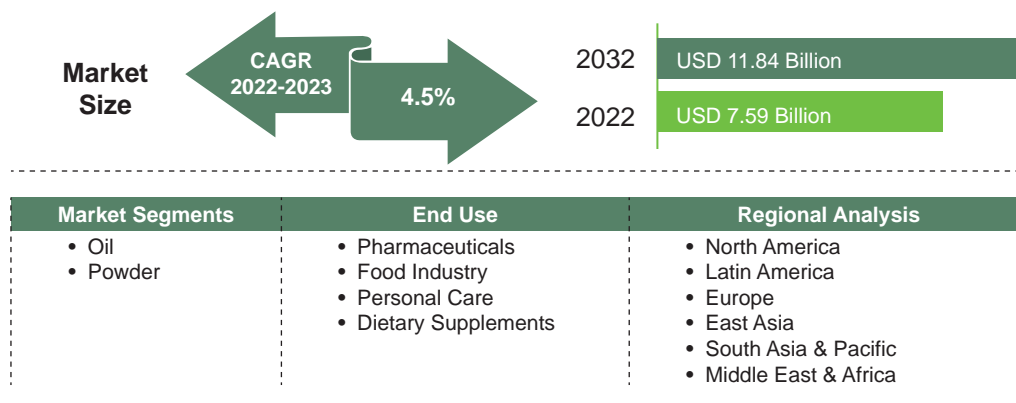 Market
Size
CAGR
2022-2023
4.5%
2032
USD 11.84 Billion
2022
USD 7.59 Billion
Market Segments
• Oil
• Powder
End Use
• Pharmaceuticals
• Food Industry
• Personal Care
• Dietary Supplements
Regional Analysis
• North America
• Latin America
• Europe
• East Asia
• South Asia & Pacific
• Middle East & Africa